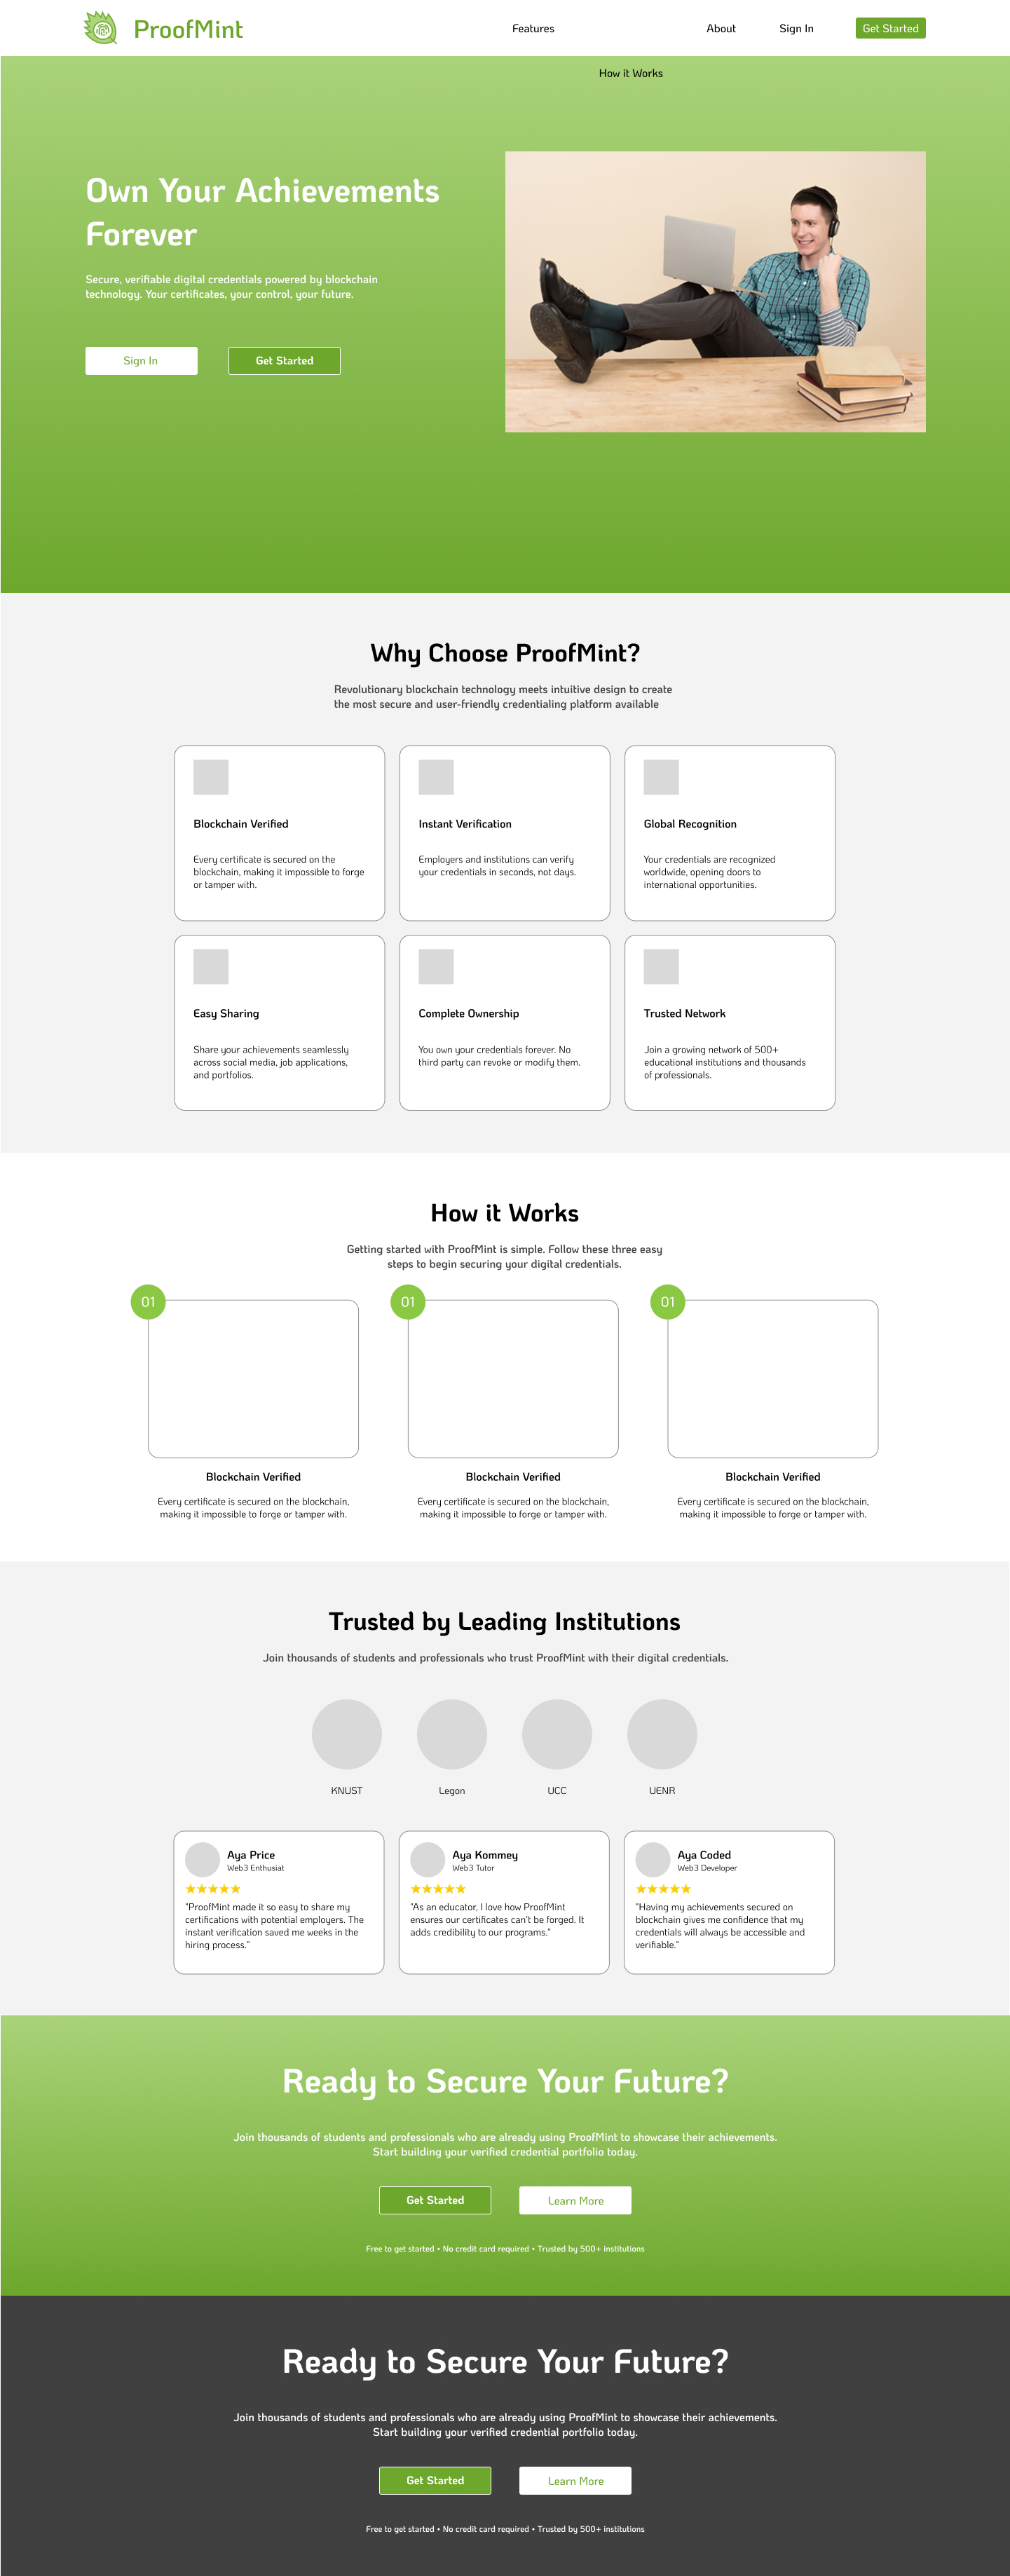 ProofMint
Features
How it Works
About
Sign In
Get Started
Own Your Achievements
Forever
Secure, verifiable digital credentials powered by blockchain
technology. Your certificates, your control, your future.
Sign In
Get Started
Why Choose ProofMint?
Revolutionary blockchain technology meets intuitive design to create
the most secure and user-friendly credentialing platform available
Blockchain Verified
Every certificate is secured on the
blockchain, making it impossible to forge
or tamper with.
Instant Verification
Employers and institutions can verify
your credentials in seconds, not days.
Global Recognition
Your credentials are recognized
worldwide, opening doors to
international opportunities.
Easy Sharing
Share your achievements seamlessly
across social media, job applications,
and portfolios.
Complete Ownership
You own your credentials forever. No
third party can revoke or modify them.
Trusted Network
Join a growing network of 500+
educational institutions and thousands
of professionals.
How it Works
Getting started with ProofMint is simple. Follow these three easy
steps to begin securing your digital credentials.
01
Blockchain Verified
Every certificate is secured on the blockchain,
making it impossible to forge or tamper with.
01
Blockchain Verified
Every certificate is secured on the blockchain,
making it impossible to forge or tamper with.
01
Blockchain Verified
Every certificate is secured on the blockchain,
making it impossible to forge or tamper with.
Trusted by Leading Institutions
Join thousands of students and professionals who trust ProofMint with their digital credentials.
KNUST
Legon
UCC
UENR
Aya Price
Web3 Enthusiat
"ProofMint made it so easy to share my
certifications with potential employers. The
instant verification saved me weeks in the
hiring process."
Aya Kommey
Web3 Tutor
"As an educator, I love how ProofMint
ensures our certificates can't be forged. It
adds credibility to our programs."
Aya Coded
Web3 Developer
"Having my achievements secured on
blockchain gives me confidence that my
credentials will always be accessible and
verifiable."
Ready to Secure Your Future?
Join thousands of students and professionals who are already using ProofMint to showcase their achievements.
Start building your verified credential portfolio today.
Get Started
Learn More
Free to get started • No credit card required • Trusted by 500+ institutions
Ready to Secure Your Future?
Join thousands of students and professionals who are already using ProofMint to showcase their achievements.
Start building your verified credential portfolio today.
Get Started
Learn More
Free to get started • No credit card required • Trusted by 500+ institutions